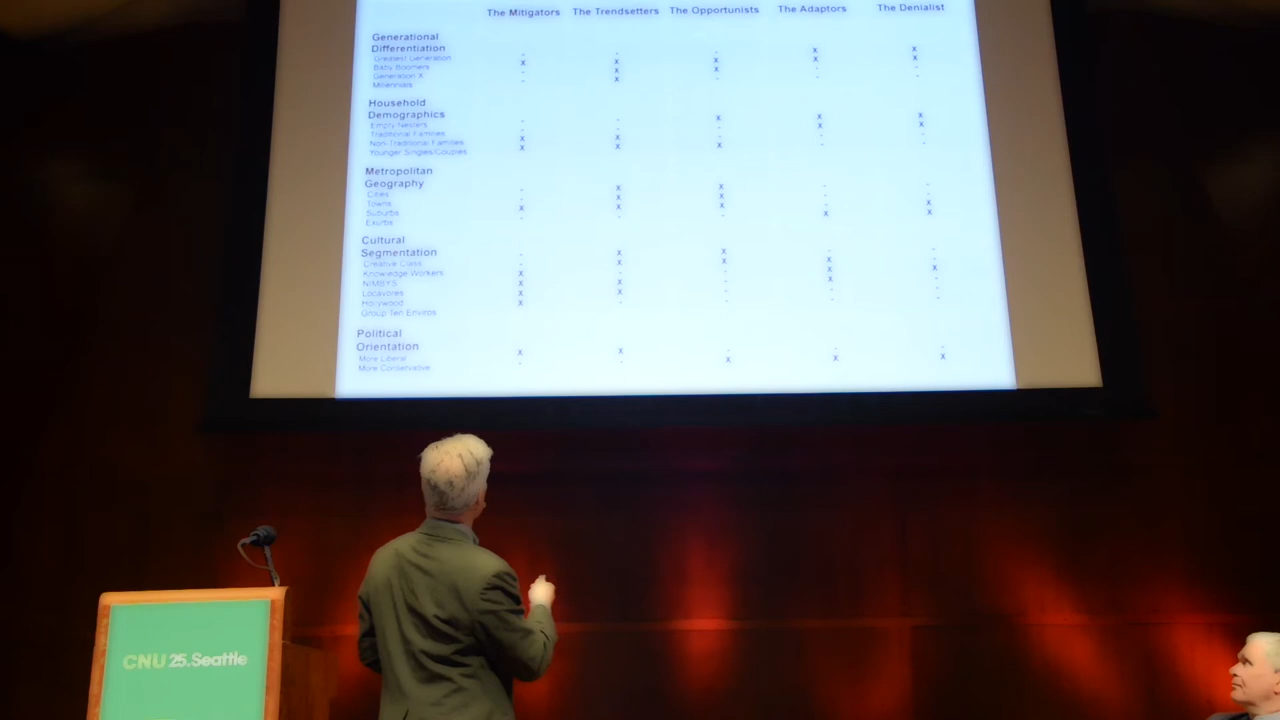 The Mitigators The Trendsetters The Opportunists The Adaptors The Denialist
Generational
Differentiation
Greatest Generation - - - x x
Baby Boomers x x x x x
Generation X - x x - -
Millennials - x - - -
Household
Demographics
Empty Nesters - - x x x
Traditional Families - - - x x
Non-Traditional Families x x - - -
Younger Singles/Couples x x x - -
Metropolitan
Geography
Cities - x x - -
Towns - x x - -
Suburbs x x x - x
Exurbs - - - x x
Cultural
Segmentation
Creative Class - x x - -
Knowledge Workers - x x x -
NIMBYS x - - x x
Locavores x x - x -
Hollywood x x - - -
Group Ten Enviros x - - - -
Political
Orientation
More Liberal x x - - -
More Conservative - - x x x
CNU 25.Seattle